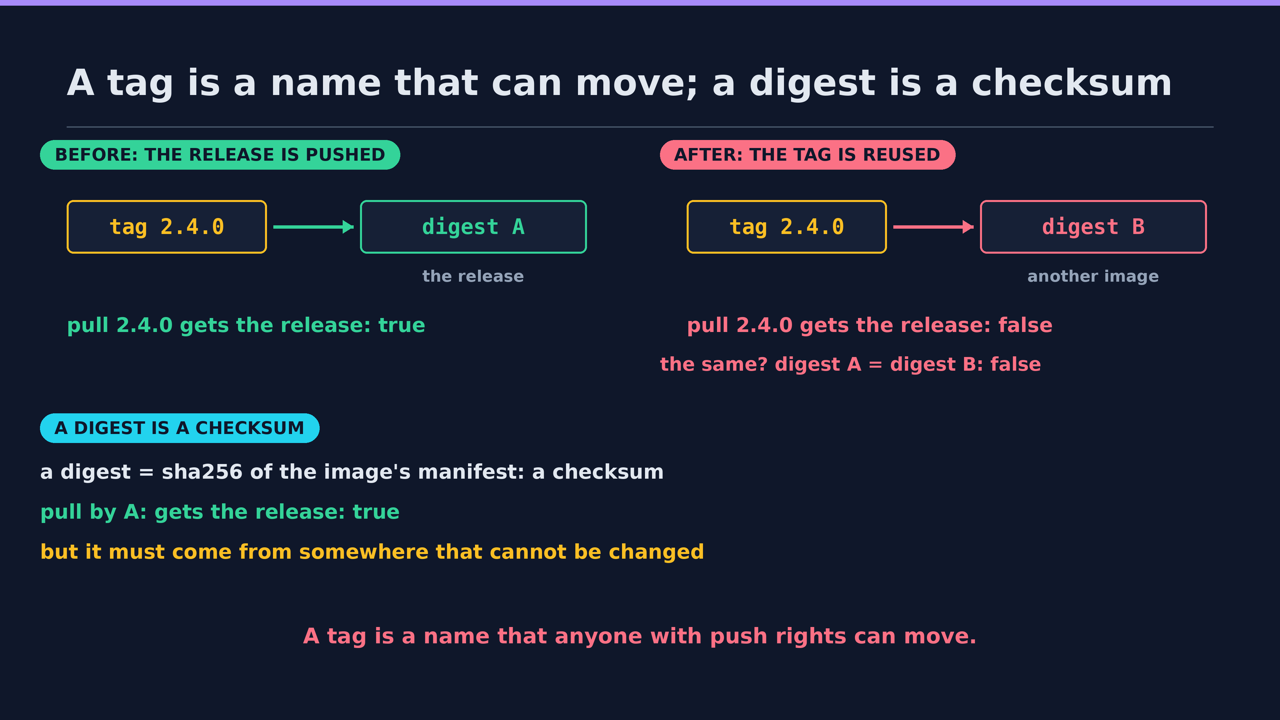 A tag is a name that can move; a digest is a checksum
BEFORE: THE RELEASE IS PUSHED
tag 2.4.0
digest A
the release
pull 2.4.0 gets the release: true
AFTER: THE TAG IS REUSED
tag 2.4.0
digest B
another image
pull 2.4.0 gets the release: false
the same? digest A = digest B: false
A DIGEST IS A CHECKSUM
a digest = sha256 of the image's manifest: a checksum
pull by A: gets the release: true
but it must come from somewhere that cannot be changed
A tag is a name that anyone with push rights can move.